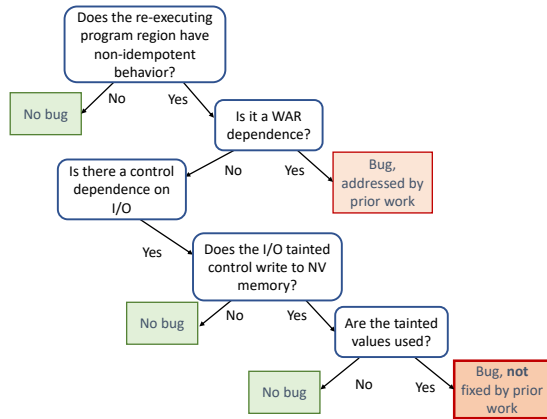 Does the re-executing
program region have
non-idempotent
behavior?
No
Yes
No bug
Is it a WAR
dependence?
No
Yes
Is there a control
dependence on
I/O
Bug,
addressed by
prior work
Yes
Does the I/O tainted
control write to NV
memory?
No
Yes
No bug
Are the tainted
values used?
No
Yes
No bug
Bug, not
fixed by prior
work